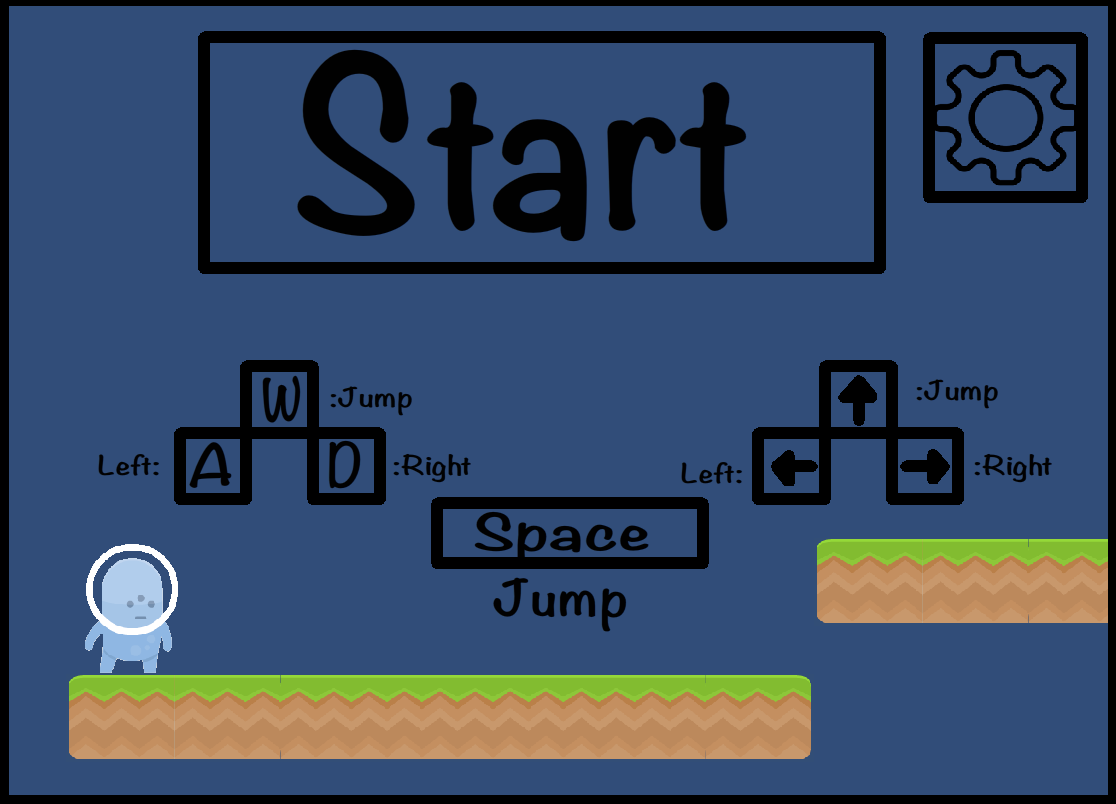 Start
W :Jump
Left: A D :Right
:Jump
Left: :Right
Space
Jump